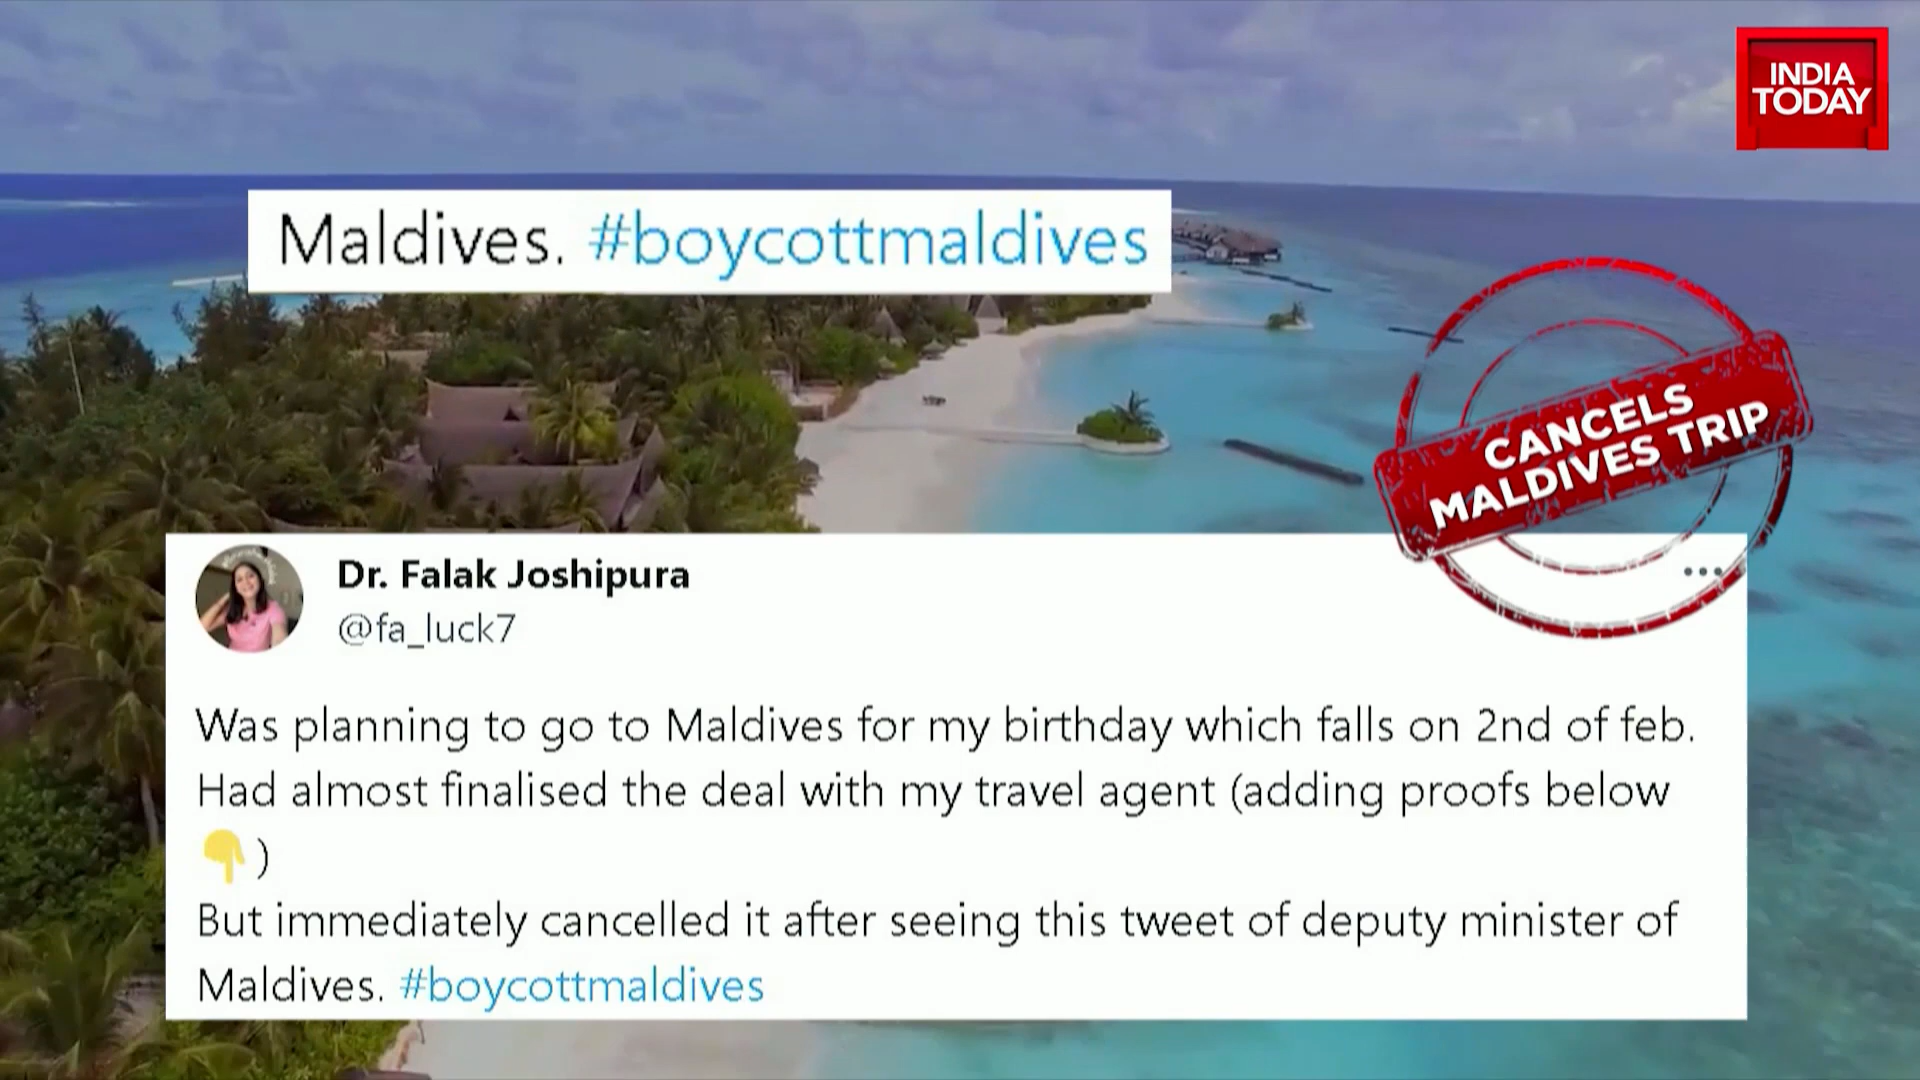 INDIA
TODAY
Maldives. #boycottmaldives
CANCELS
MALDIVES TRIP
Dr. Falak Joshipura
@fa_luck7
Was planning to go to Maldives for my birthday which falls on 2nd of feb.
Had almost finalised the deal with my travel agent (adding proofs below
👇)
But immediately cancelled it after seeing this tweet of deputy minister of
Maldives. #boycottmaldives